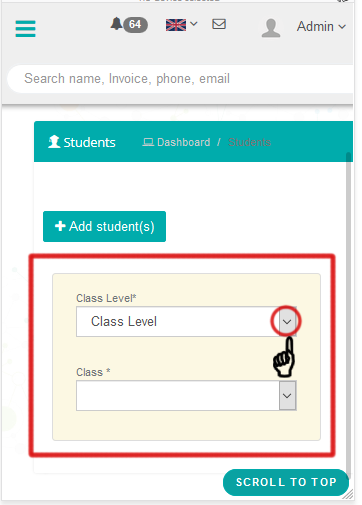 64
Admin
Search name, Invoice, phone, email
Students
Dashboard / Students
+ Add student(s)
Class Level*
Class Level
Class *
SCROLL TO TOP